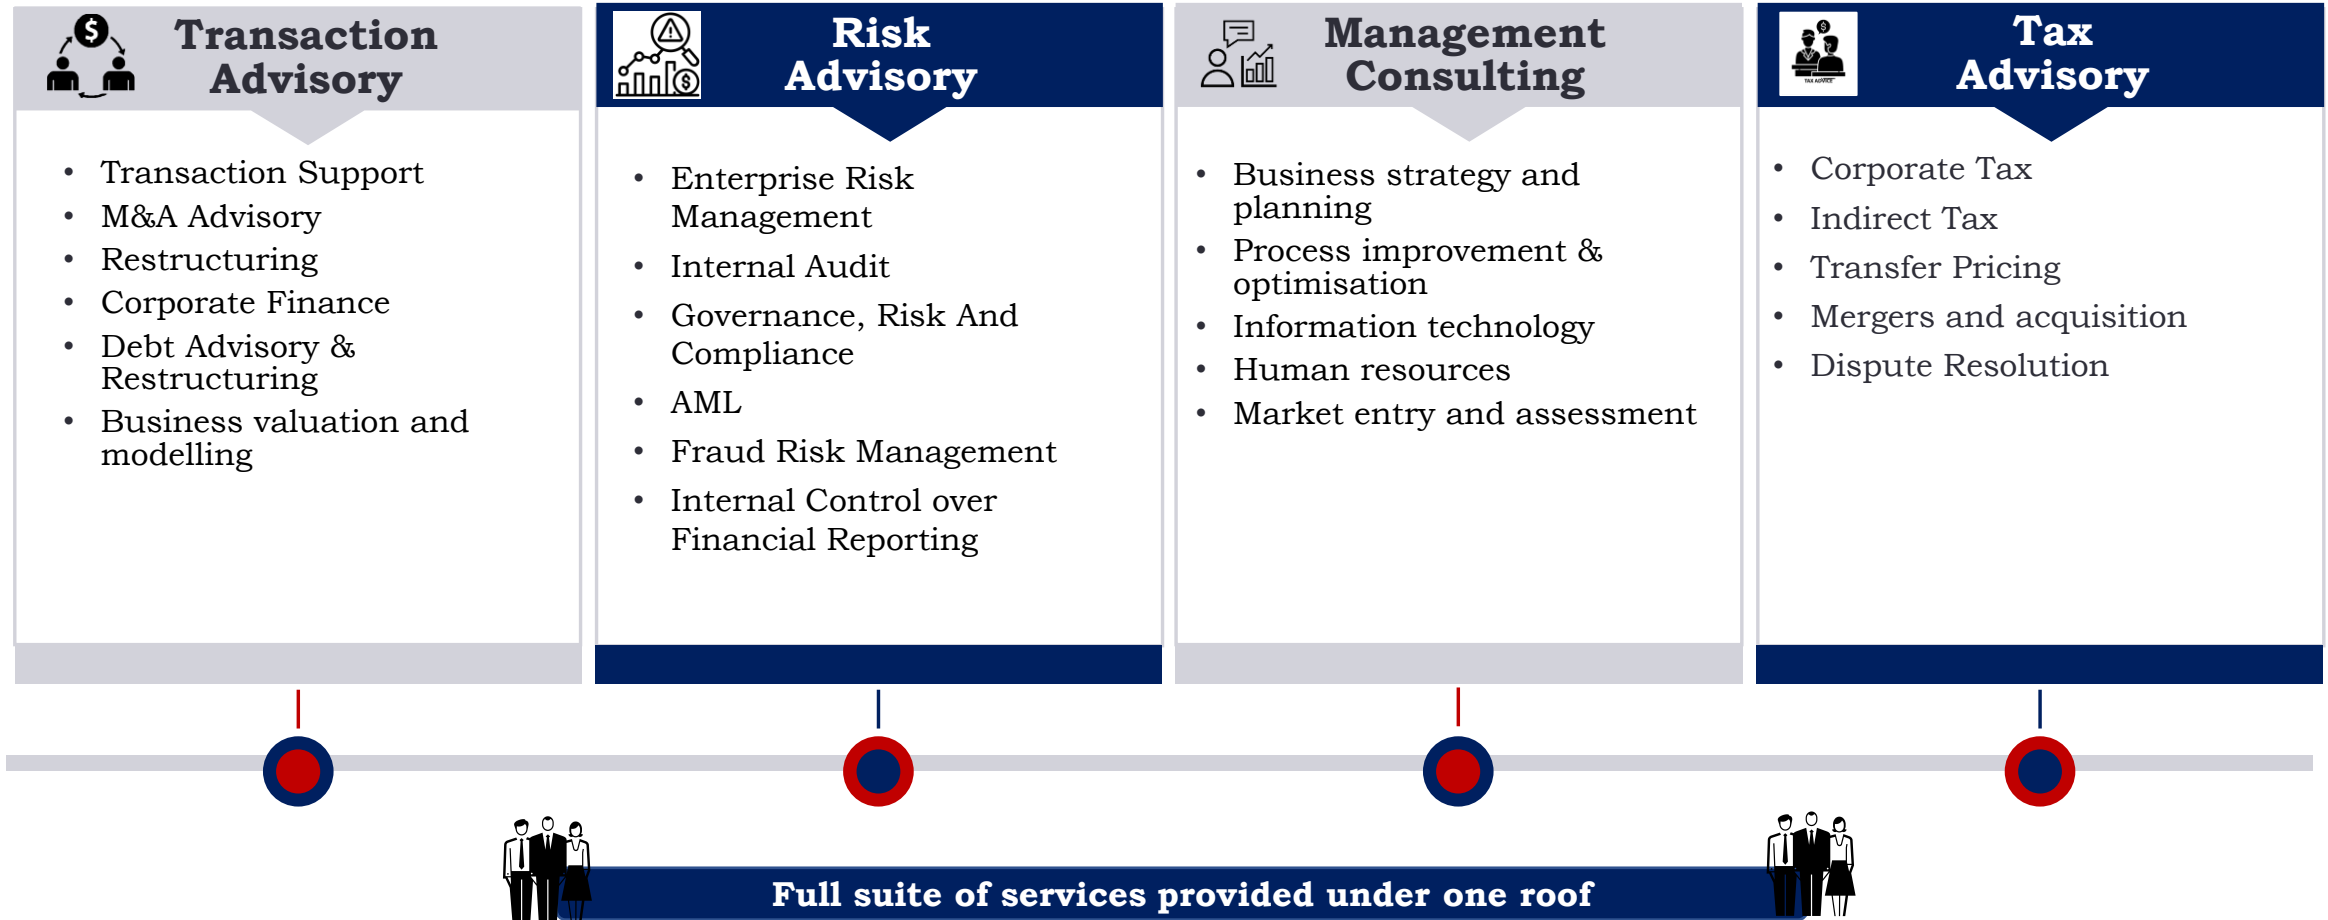 Transaction
Advisory
• Transaction Support
• M&A Advisory
• Restructuring
• Corporate Finance
• Debt Advisory &
Restructuring
• Business valuation and
modelling
Risk
Advisory
• Enterprise Risk
Management
• Internal Audit
• Governance, Risk And
Compliance
• AML
• Fraud Risk Management
• Internal Control over
Financial Reporting
Management
Consulting
• Business strategy and
planning
• Process improvement &
optimisation
• Information technology
• Human resources
• Market entry and assessment
TAX ADVICE
Tax
Advisory
• Corporate Tax
• Indirect Tax
• Transfer Pricing
• Mergers and acquisition
• Dispute Resolution
Full suite of services provided under one roof